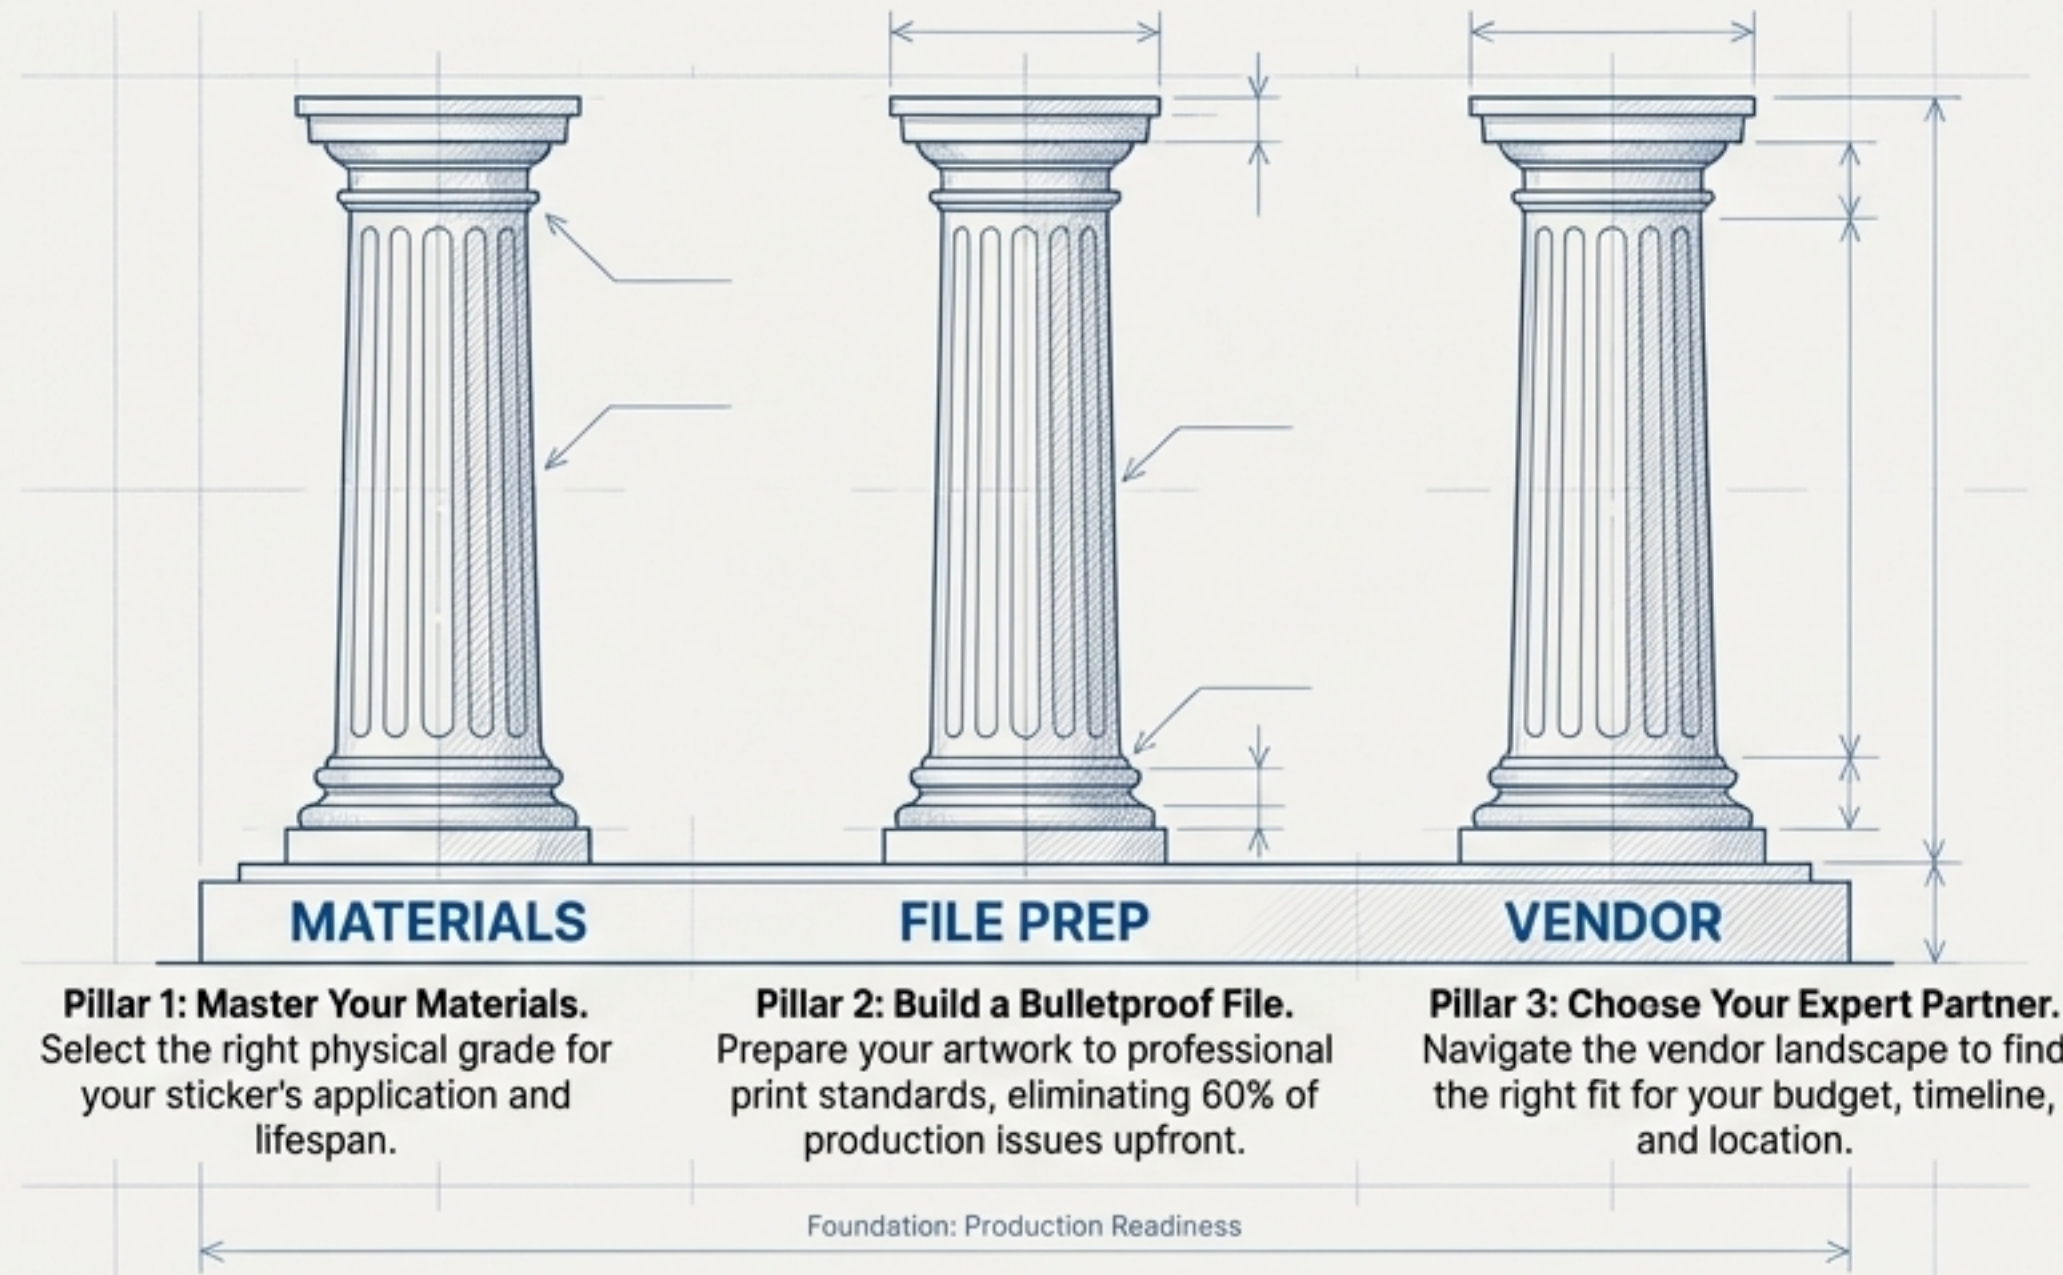 MATERIALS
FILE PREP
VENDOR
Pillar 1: Master Your Materials.
Select the right physical grade for
your sticker's application and
lifespan.
Pillar 2: Build a Bulletproof File.
Prepare your artwork to professional
print standards, eliminating 60% of
production issues upfront.
Pillar 3: Choose Your Expert Partner.
Navigate the vendor landscape to find
the right fit for your budget, timeline,
and location.
Foundation: Production Readiness